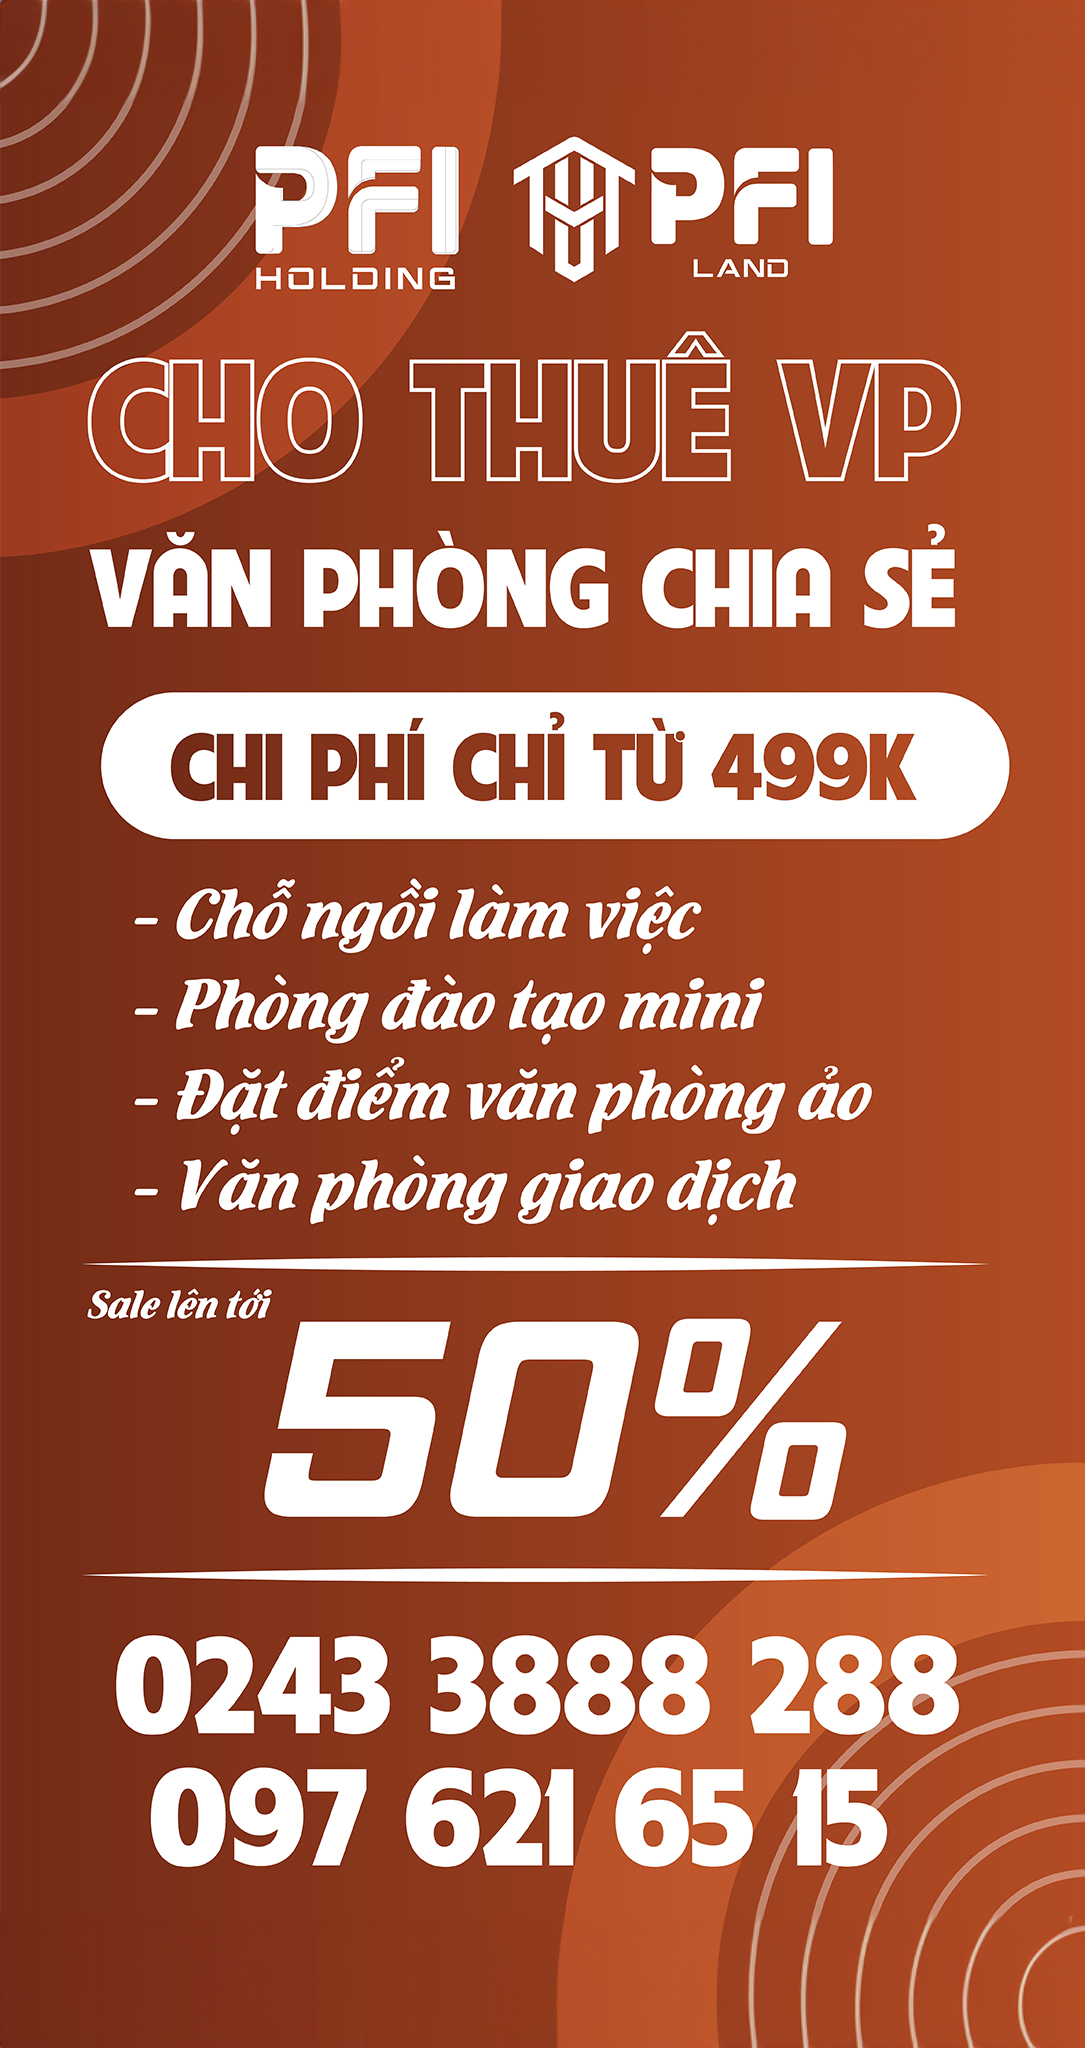 PFI PFI
HOLDING LAND
CHO THUÊ VP
VĂN PHÒNG CHIA SẺ
CHI PHÍ CHỈ TỪ 499K
- Chỗ ngồi làm việc
- Phòng đào tạo mini
- Đặt điểm văn phòng ảo
- Văn phòng giao dịch
Sale lên tới
50%
0243 3888 288
097 621 65 15